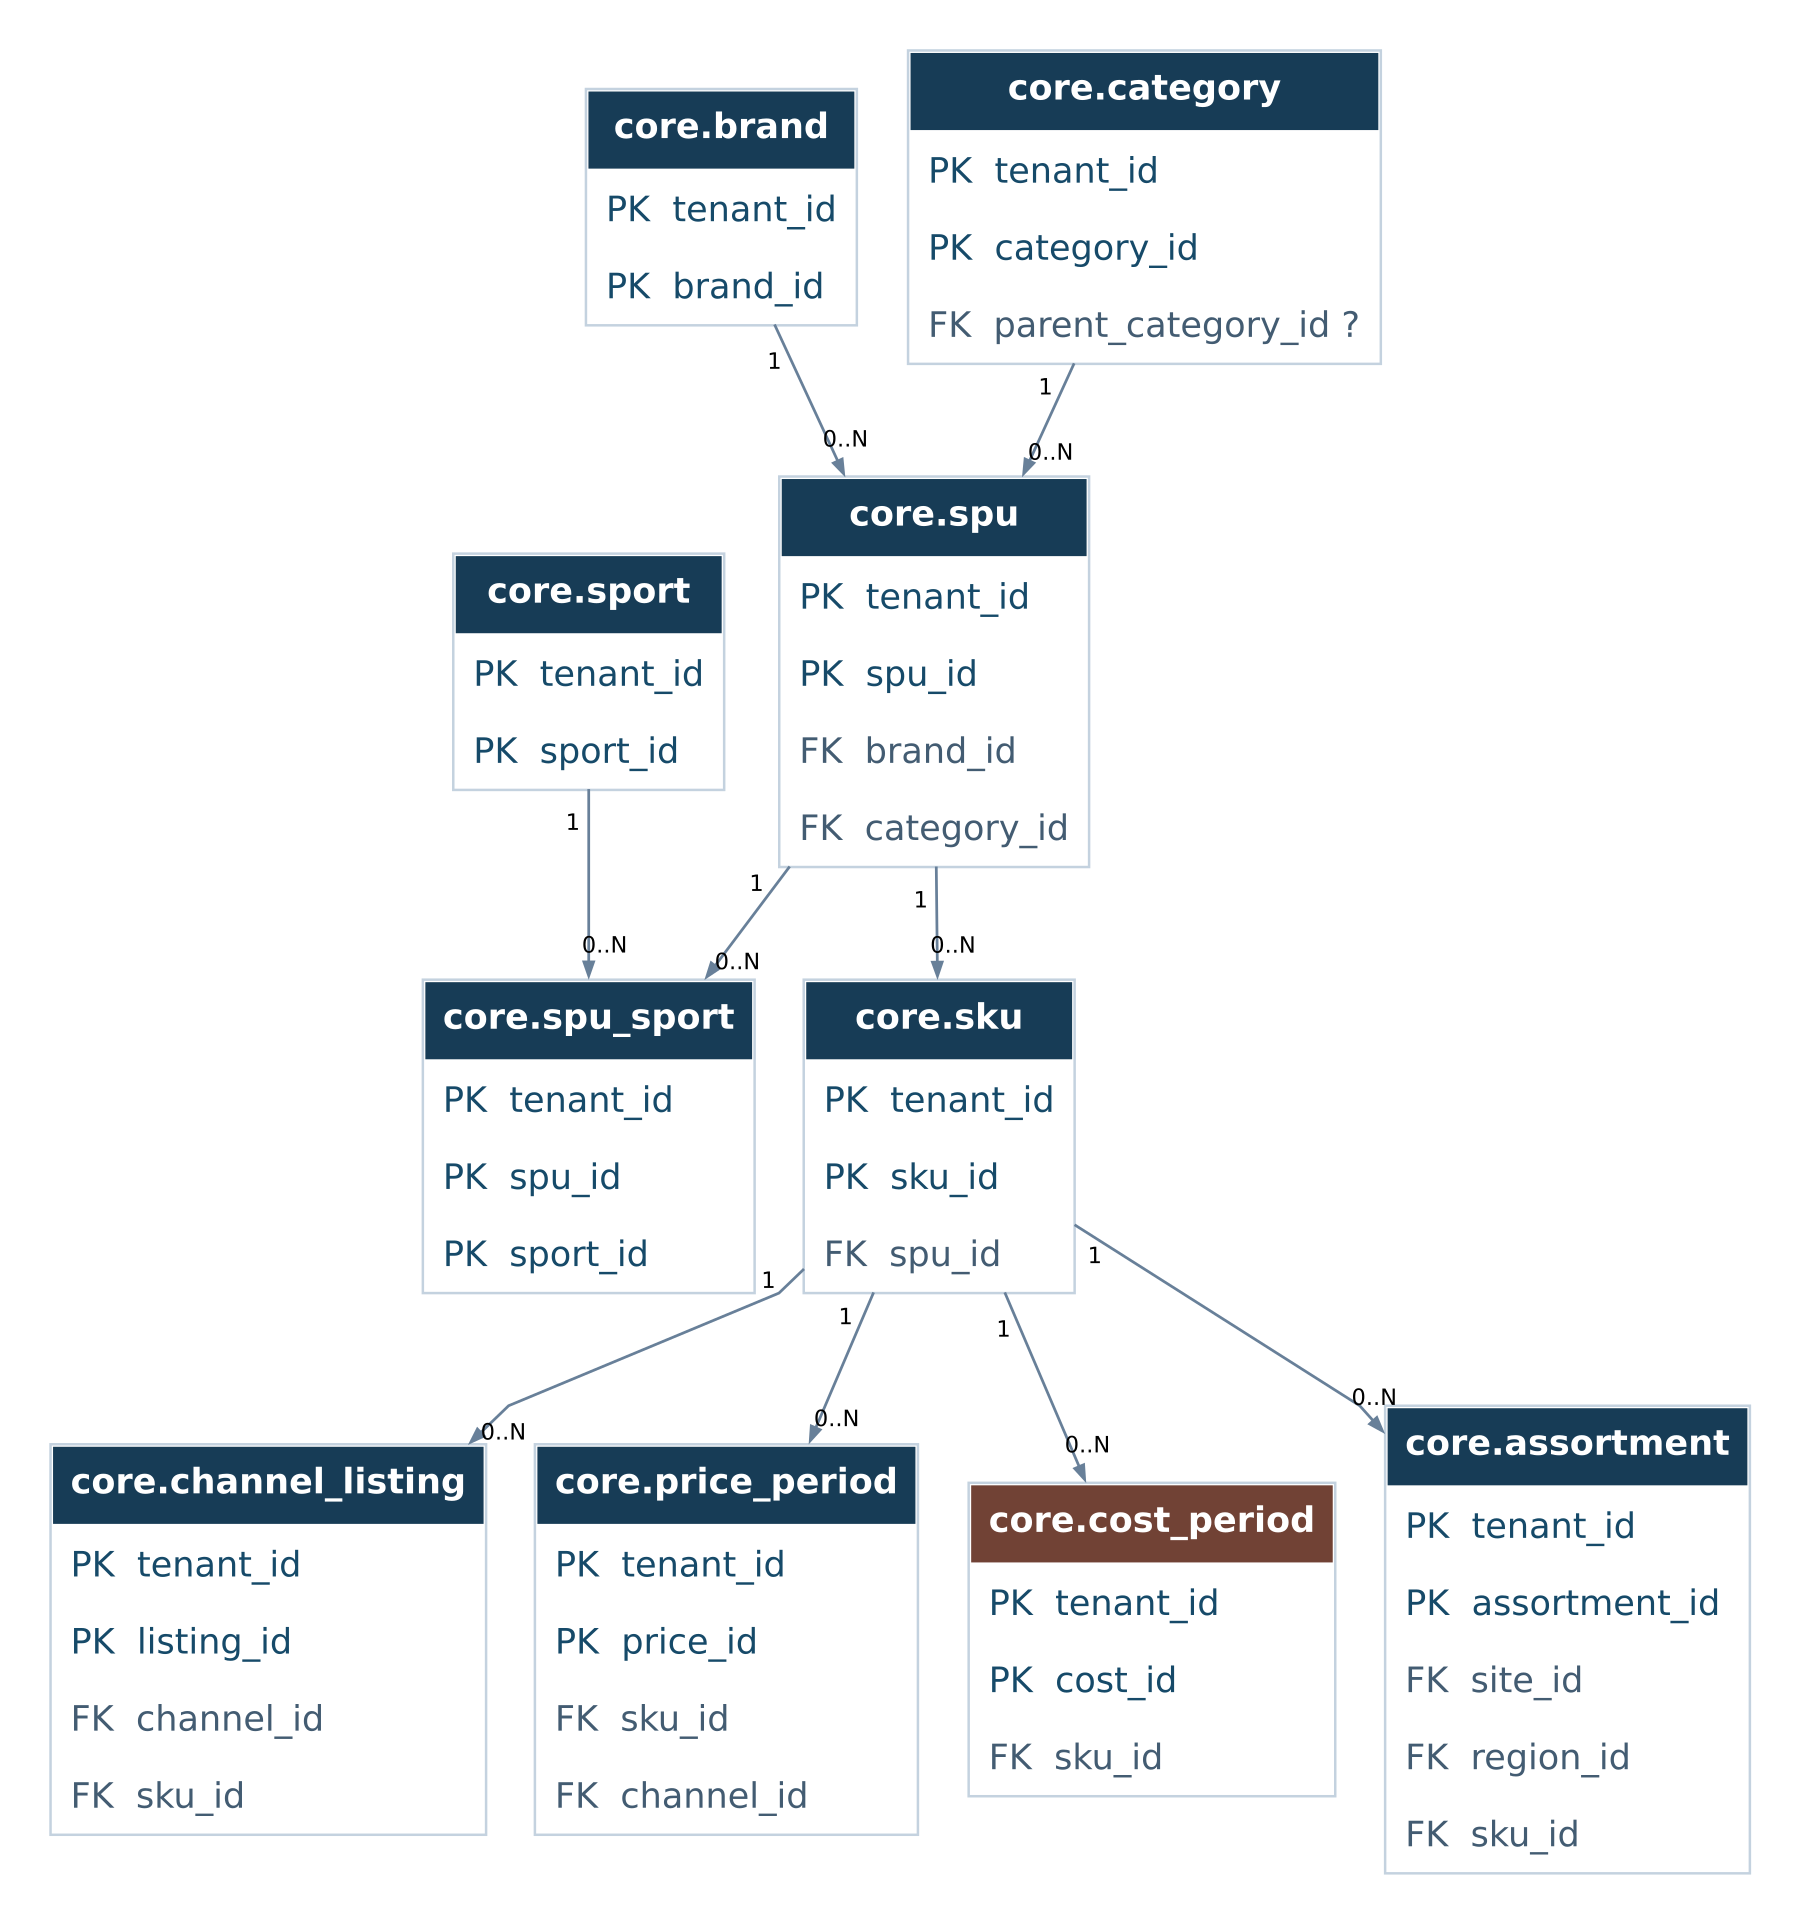 core.category
PK tenant_id
PK category_id
FK parent_category_id ?
core.brand
PK tenant_id
PK brand_id
1
0..N
1
0..N
core.spu
PK tenant_id
PK spu_id
FK brand_id
FK category_id
core.sport
PK tenant_id
PK sport_id
1
0..N
1
0..N
1
0..N
core.spu_sport
PK tenant_id
PK spu_id
PK sport_id
core.sku
PK tenant_id
PK sku_id
FK spu_id
1
0..N
1
0..N
1
0..N
1
0..N
core.channel_listing
PK tenant_id
PK listing_id
FK channel_id
FK sku_id
core.price_period
PK tenant_id
PK price_id
FK sku_id
FK channel_id
core.cost_period
PK tenant_id
PK cost_id
FK sku_id
core.assortment
PK tenant_id
PK assortment_id
FK site_id
FK region_id
FK sku_id